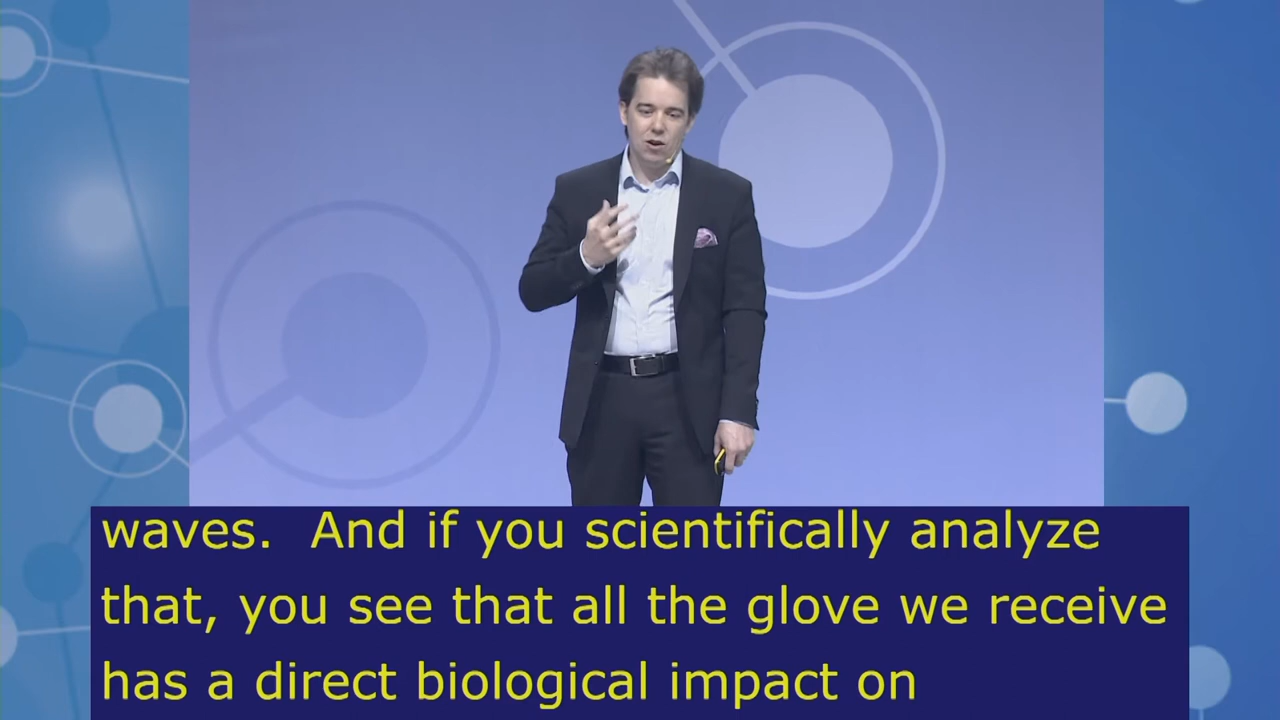 waves.  And if you scientifically analyze
that, you see that all the glove we receive
has a direct biological impact on